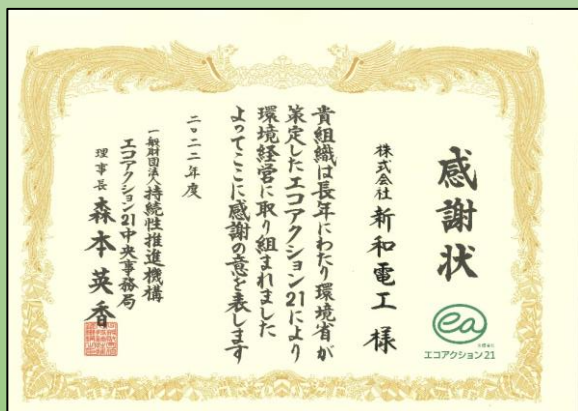 感謝状
エコアクション21
株式会社 新和電工 様
貴組織は長年にわたり環境省が
策定したエコアクション21により
環境経営に取り組まれました
よってここに感謝の意を表します
二〇二二年度
一般財団法人持続性推進機構
エコアクション21中央事務局
理事長 森本英香